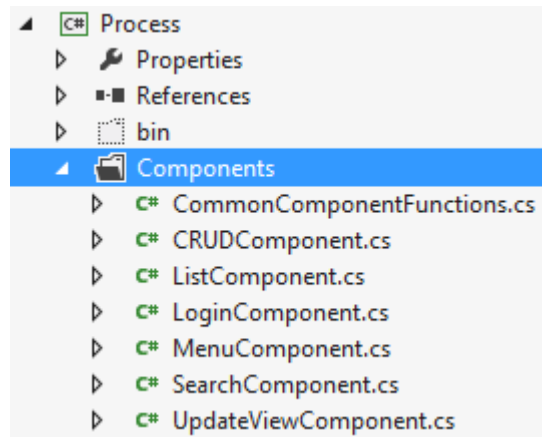 C# Process
Properties
References
bin
Components
C# CommonComponentFunctions.cs
C# CRUDComponent.cs
C# ListComponent.cs
C# LoginComponent.cs
C# MenuComponent.cs
C# SearchComponent.cs
C# UpdateViewComponent.cs